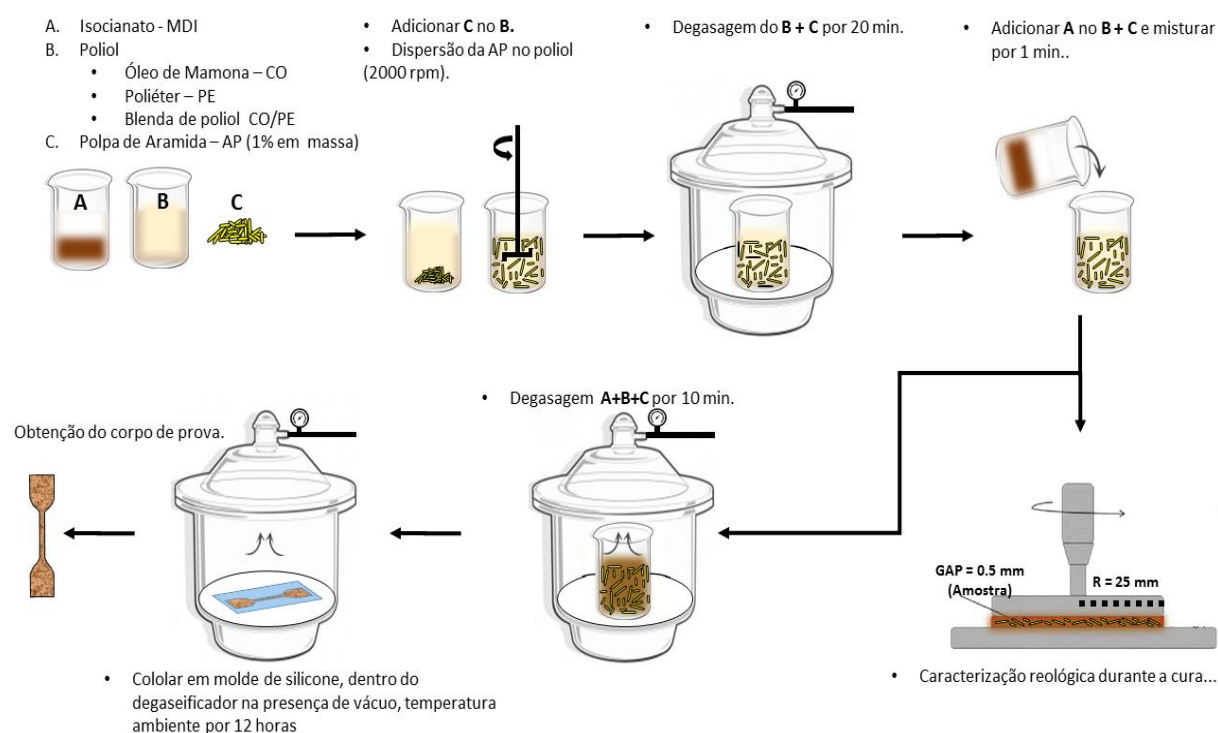 A. Isocianato - MDI
B. Poliol
• Óleo de Mamona – CO
• Poliéter – PE
• Blenda de poliol CO/PE
C. Polpa de Aramida – AP (1% em massa)
A
B
C
• Adicionar C no B.
• Dispersão da AP no poliol
(2000 rpm).
• Degasagem do B + C por 20 min.
• Adicionar A no B + C e misturar
por 1 min..
• Degasagem A+B+C por 10 min.
Obtenção do corpo de prova.
GAP = 0.5 mm
(Amostra)
R = 25 mm
• Caracterização reológica durante a cura...
• Cololar em molde de silicone, dentro do
degaseificador na presença de vácuo, temperatura
ambiente por 12 horas